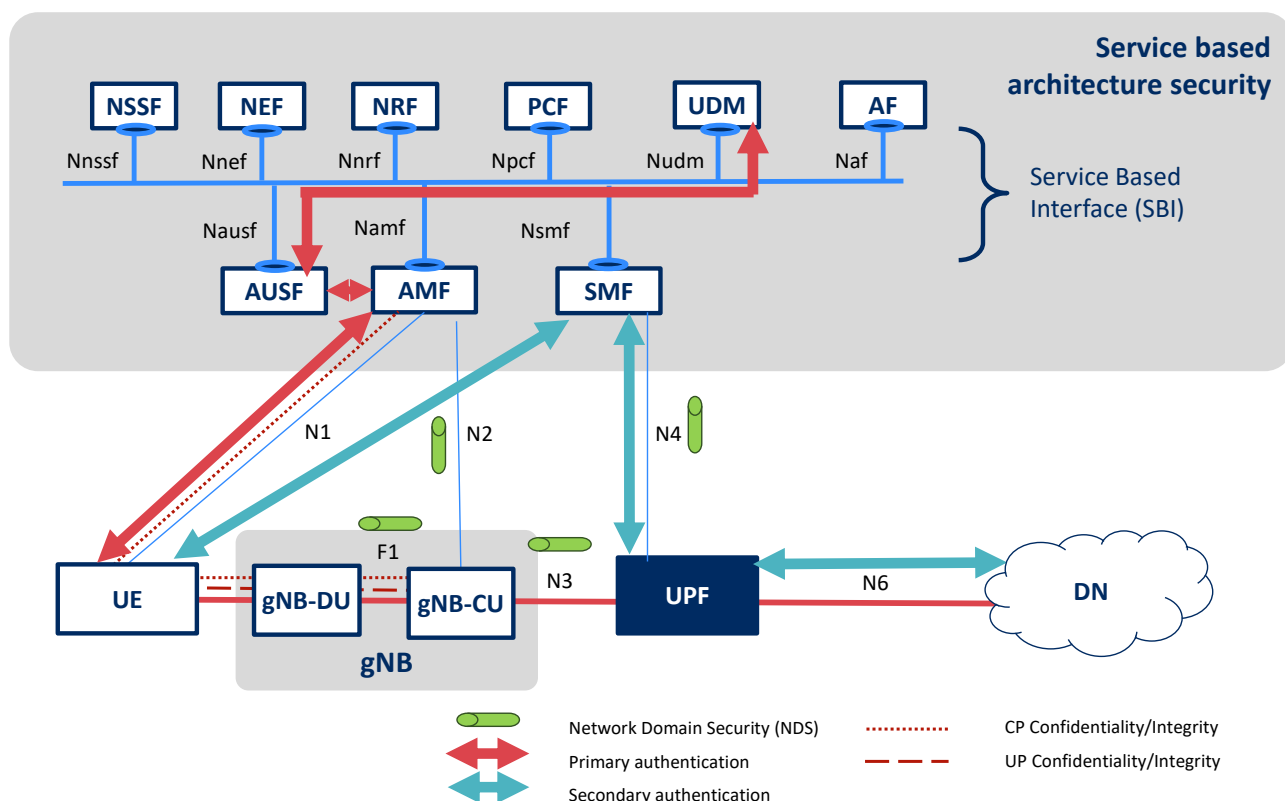 Service based
architecture security
NSSF
NEF
NRF
PCF
UDM
AF
Nnssf
Nnef
Nnrf
Npcf
Nudm
Naf
Service Based
Interface (SBI)
Nausf
Namf
Nsmf
AUSF
AMF
SMF
N1
N2
N4
F1
N3
N6
UE
gNB-DU
gNB-CU
UPF
DN
gNB
Network Domain Security (NDS)
CP Confidentiality/Integrity
Primary authentication
UP Confidentiality/Integrity
Secondary authentication